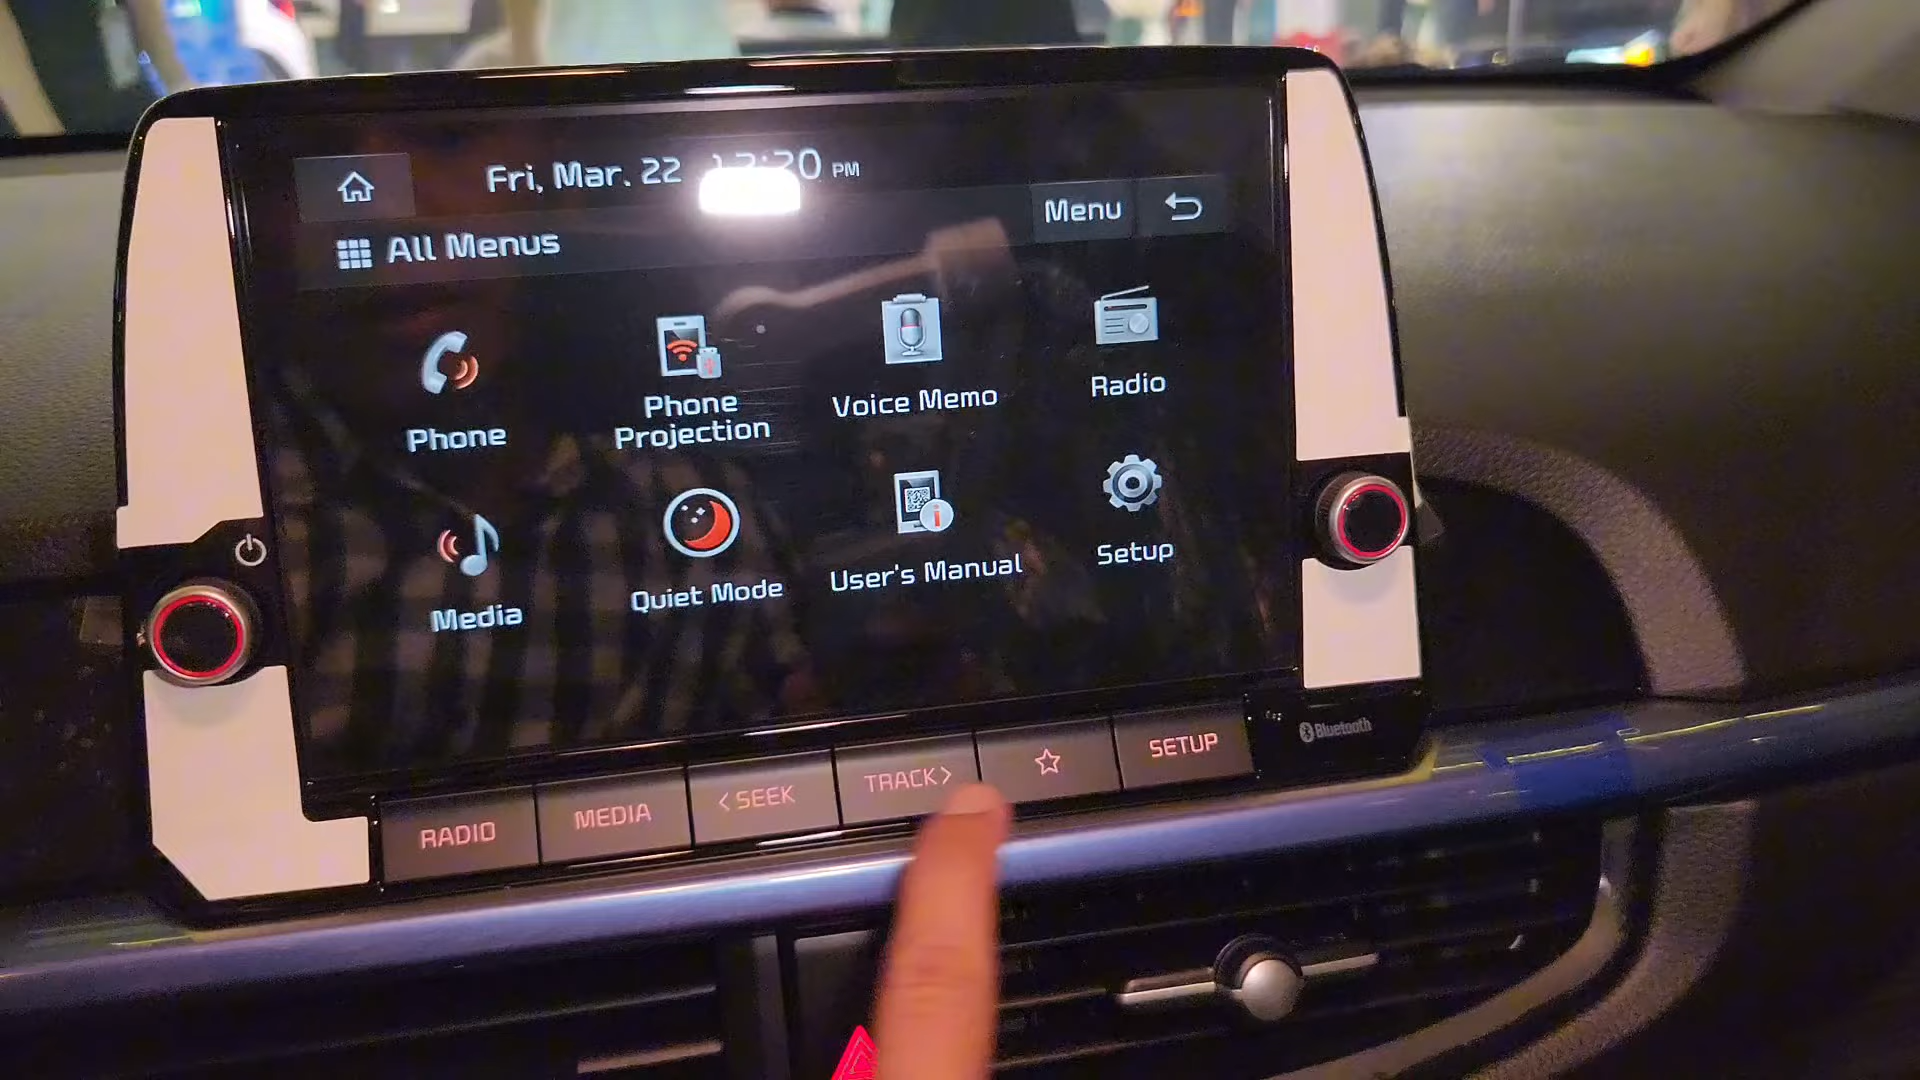 Fri, Mar. 22 PM
Menu
All Menus
Phone
Phone
Projection
Voice Memo
Radio
Media
Quiet Mode
User's Manual
Setup
RADIO
MEDIA
< SEEK
TRACK >
SETUP
Bluetooth